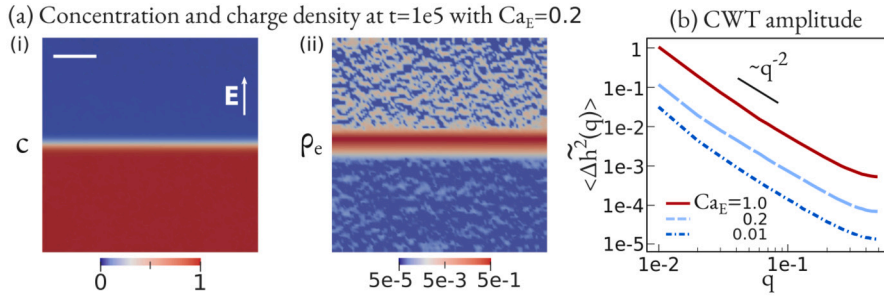 (a) Concentration and charge density at t=1e5 with Ca_E=0.2
(i)
E
c
0
1
(ii)
ρ_e
5e-5
5e-3
5e-1
(b) CWT amplitude
<Δh̃²(q)>
1
1e-1
1e-2
1e-3
1e-4
1e-5
~q⁻²
Ca_E=1.0
0.2
0.01
1e-2
1e-1
q